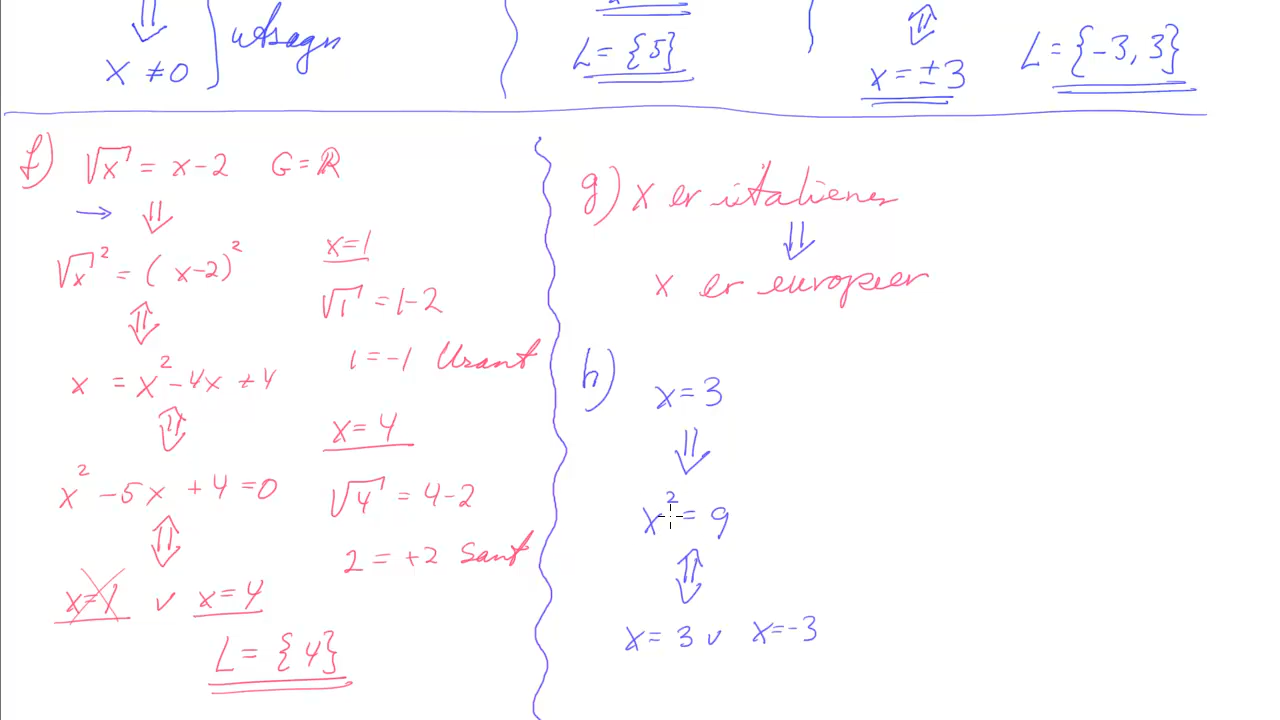 ⇓
x ≠ 0 } utsagn
L = {5}
⇕
x = ±3 L = {-3, 3}
f) √x = x-2 G = ℝ
→ ⇓
√x² = (x-2)²
⇕
x = x² -4x +4
⇕
x² -5x +4 = 0
⇕
x=1 ∨ x=4
L = {4}
x=1
√1 = 1-2
1 = -1 Usant
x=4
√4 = 4-2
2 = +2 Sant
g) x er italiener
⇓
x er europeer
h) x = 3
⇓
x² = 9
⇕
x = 3 ∨ x = -3